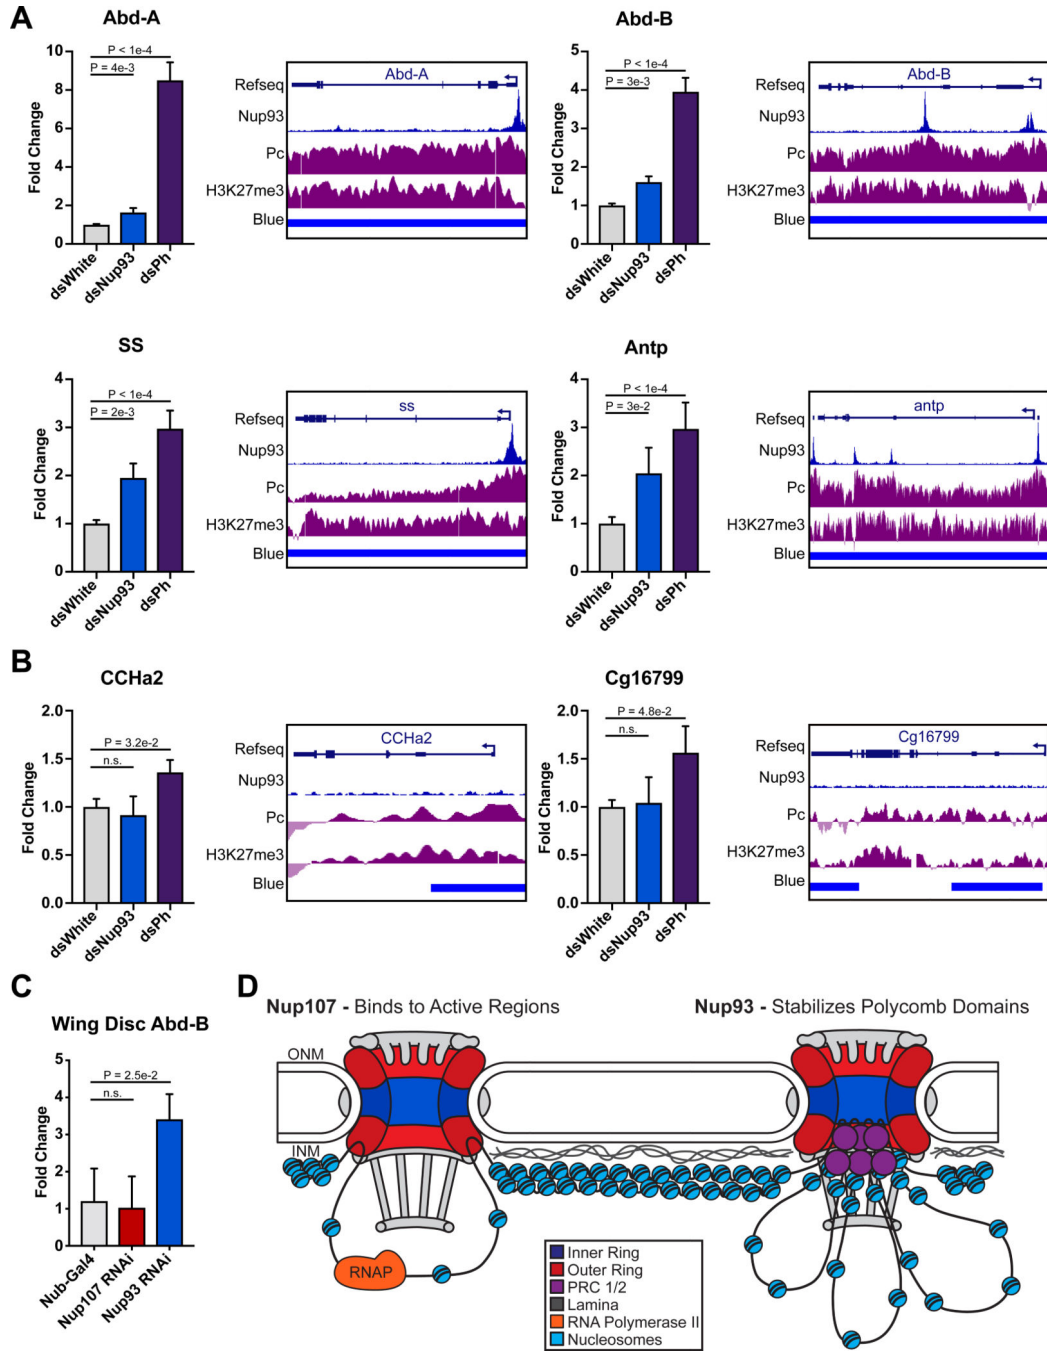 A
Abd-A
Fold Change
10
8
6
4
2
0
P < 1e-4
P = 4e-3
dsWhite
dsNup93
dsPh
Refseq
Nup93
Pc
H3K27me3
Blue
Abd-A
Abd-B
Fold Change
5
4
3
2
1
0
P < 1e-4
P = 3e-3
dsWhite
dsNup93
dsPh
Refseq
Nup93
Pc
H3K27me3
Blue
Abd-B
SS
Fold Change
4
3
2
1
0
P < 1e-4
P = 2e-3
dsWhite
dsNup93
dsPh
Refseq
Nup93
Pc
H3K27me3
Blue
ss
Antp
Fold Change
4
3
2
1
0
P < 1e-4
P = 3e-2
dsWhite
dsNup93
dsPh
Refseq
Nup93
Pc
H3K27me3
Blue
antp
B
CCHa2
Fold Change
2.0
1.5
1.0
0.5
0.0
P = 3.2e-2
n.s.
dsWhite
dsNup93
dsPh
Refseq
Nup93
Pc
H3K27me3
Blue
CCHa2
Cg16799
Fold Change
2.0
1.5
1.0
0.5
0.0
P = 4.8e-2
n.s.
dsWhite
dsNup93
dsPh
Refseq
Nup93
Pc
H3K27me3
Blue
Cg16799
C
Wing Disc Abd-B
Fold Change
5
4
3
2
1
0
P = 2.5e-2
n.s.
Nub-Gal4
Nup107 RNAi
Nup93 RNAi
D
Nup107 - Binds to Active Regions
Nup93 - Stabilizes Polycomb Domains
ONM
INM
RNAP
Inner Ring
Outer Ring
PRC 1/2
Lamina
RNA Polymerase II
Nucleosomes